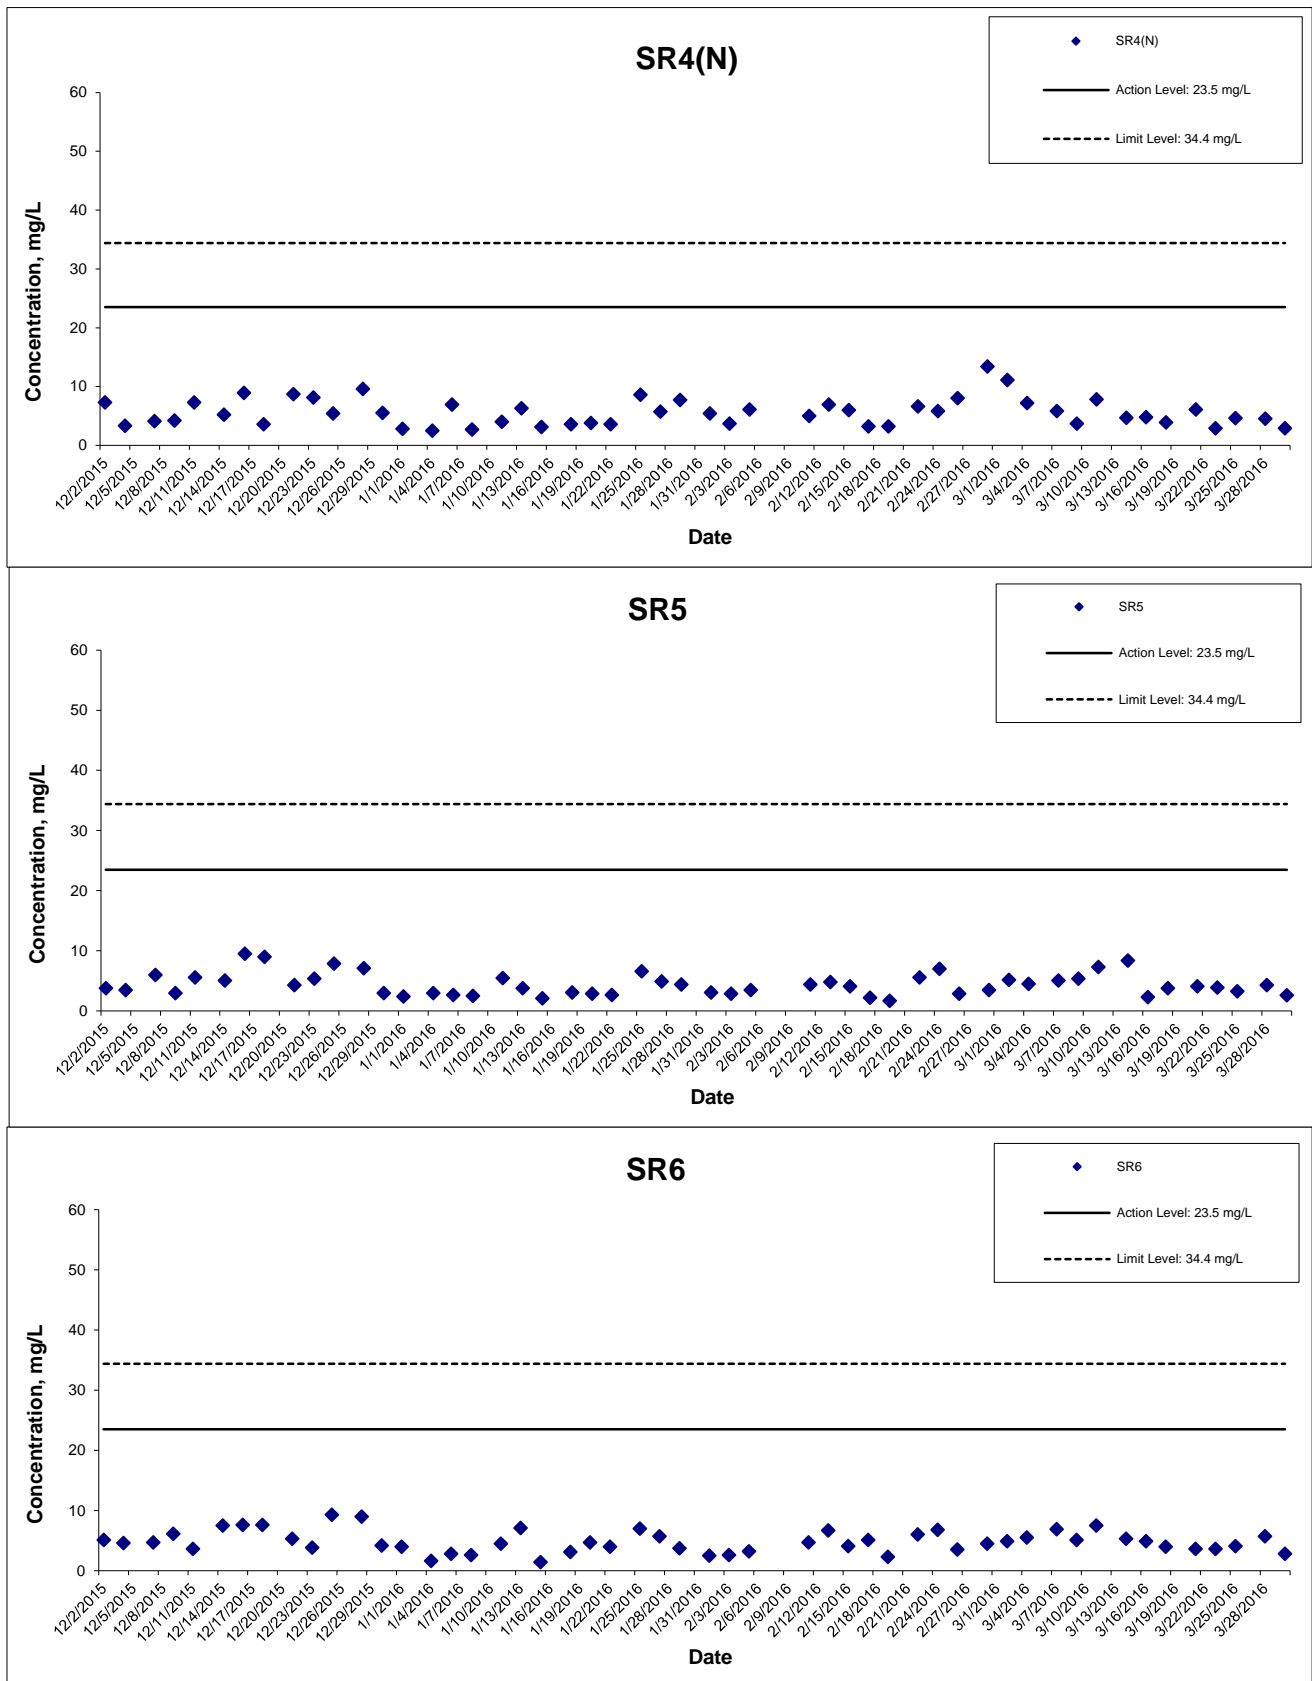 SR4(N)
SR4(N)
Action Level: 23.5 mg/L
Limit Level: 34.4 mg/L
Concentration, mg/L
60
50
40
30
20
10
0
12/2/2015 12/5/2015 12/8/2015 12/11/2015 12/14/2015 12/17/2015 12/20/2015 12/23/2015 12/26/2015 12/29/2015 1/1/2016 1/4/2016 1/7/2016 1/10/2016 1/13/2016 1/16/2016 1/19/2016 1/22/2016 1/25/2016 1/28/2016 1/31/2016 2/3/2016 2/6/2016 2/9/2016 2/12/2016 2/15/2016 2/18/2016 2/21/2016 2/24/2016 2/27/2016 3/1/2016 3/4/2016 3/7/2016 3/10/2016 3/13/2016 3/16/2016 3/19/2016 3/22/2016 3/25/2016 3/28/2016
Date
SR5
SR5
Action Level: 23.5 mg/L
Limit Level: 34.4 mg/L
Concentration, mg/L
60
50
40
30
20
10
0
12/2/2015 12/5/2015 12/8/2015 12/11/2015 12/14/2015 12/17/2015 12/20/2015 12/23/2015 12/26/2015 12/29/2015 1/1/2016 1/4/2016 1/7/2016 1/10/2016 1/13/2016 1/16/2016 1/19/2016 1/22/2016 1/25/2016 1/28/2016 1/31/2016 2/3/2016 2/6/2016 2/9/2016 2/12/2016 2/15/2016 2/18/2016 2/21/2016 2/24/2016 2/27/2016 3/1/2016 3/4/2016 3/7/2016 3/10/2016 3/13/2016 3/16/2016 3/19/2016 3/22/2016 3/25/2016 3/28/2016
Date
SR6
SR6
Action Level: 23.5 mg/L
Limit Level: 34.4 mg/L
Concentration, mg/L
60
50
40
30
20
10
0
12/2/2015 12/5/2015 12/8/2015 12/11/2015 12/14/2015 12/17/2015 12/20/2015 12/23/2015 12/26/2015 12/29/2015 1/1/2016 1/4/2016 1/7/2016 1/10/2016 1/13/2016 1/16/2016 1/19/2016 1/22/2016 1/25/2016 1/28/2016 1/31/2016 2/3/2016 2/6/2016 2/9/2016 2/12/2016 2/15/2016 2/18/2016 2/21/2016 2/24/2016 2/27/2016 3/1/2016 3/4/2016 3/7/2016 3/10/2016 3/13/2016 3/16/2016 3/19/2016 3/22/2016 3/25/2016 3/28/2016
Date